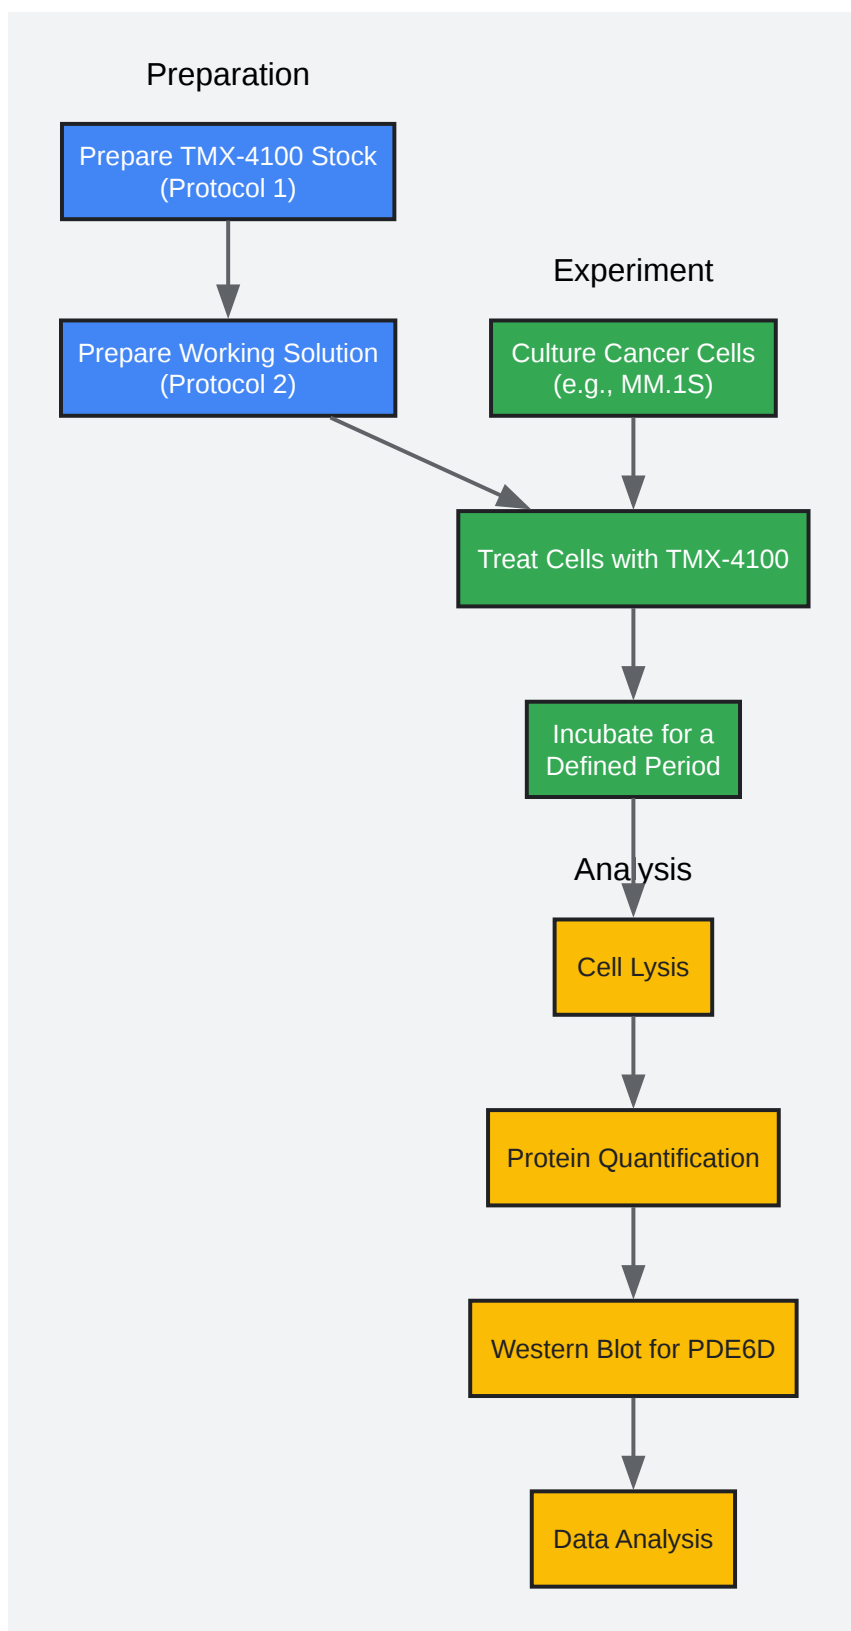 Preparation
Prepare TMX-4100 Stock
(Protocol 1)
Prepare Working Solution
(Protocol 2)
Experiment
Culture Cancer Cells
(e.g., MM.1S)
Treat Cells with TMX-4100
Incubate for a
Defined Period
Analysis
Cell Lysis
Protein Quantification
Western Blot for PDE6D
Data Analysis